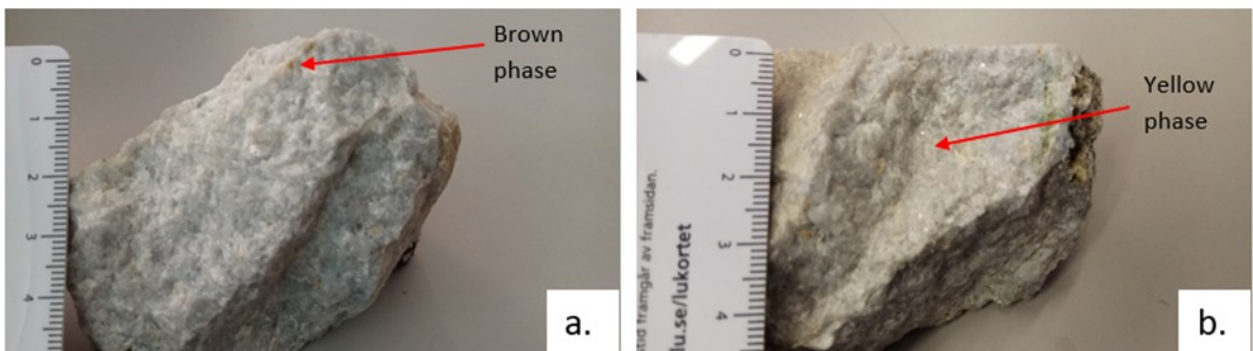 Brown
phase
0
1
2
3
4
a.
Yellow
phase
0
1
2
3
4
tid framgår av framsidan.
lu.se/lukortet
b.